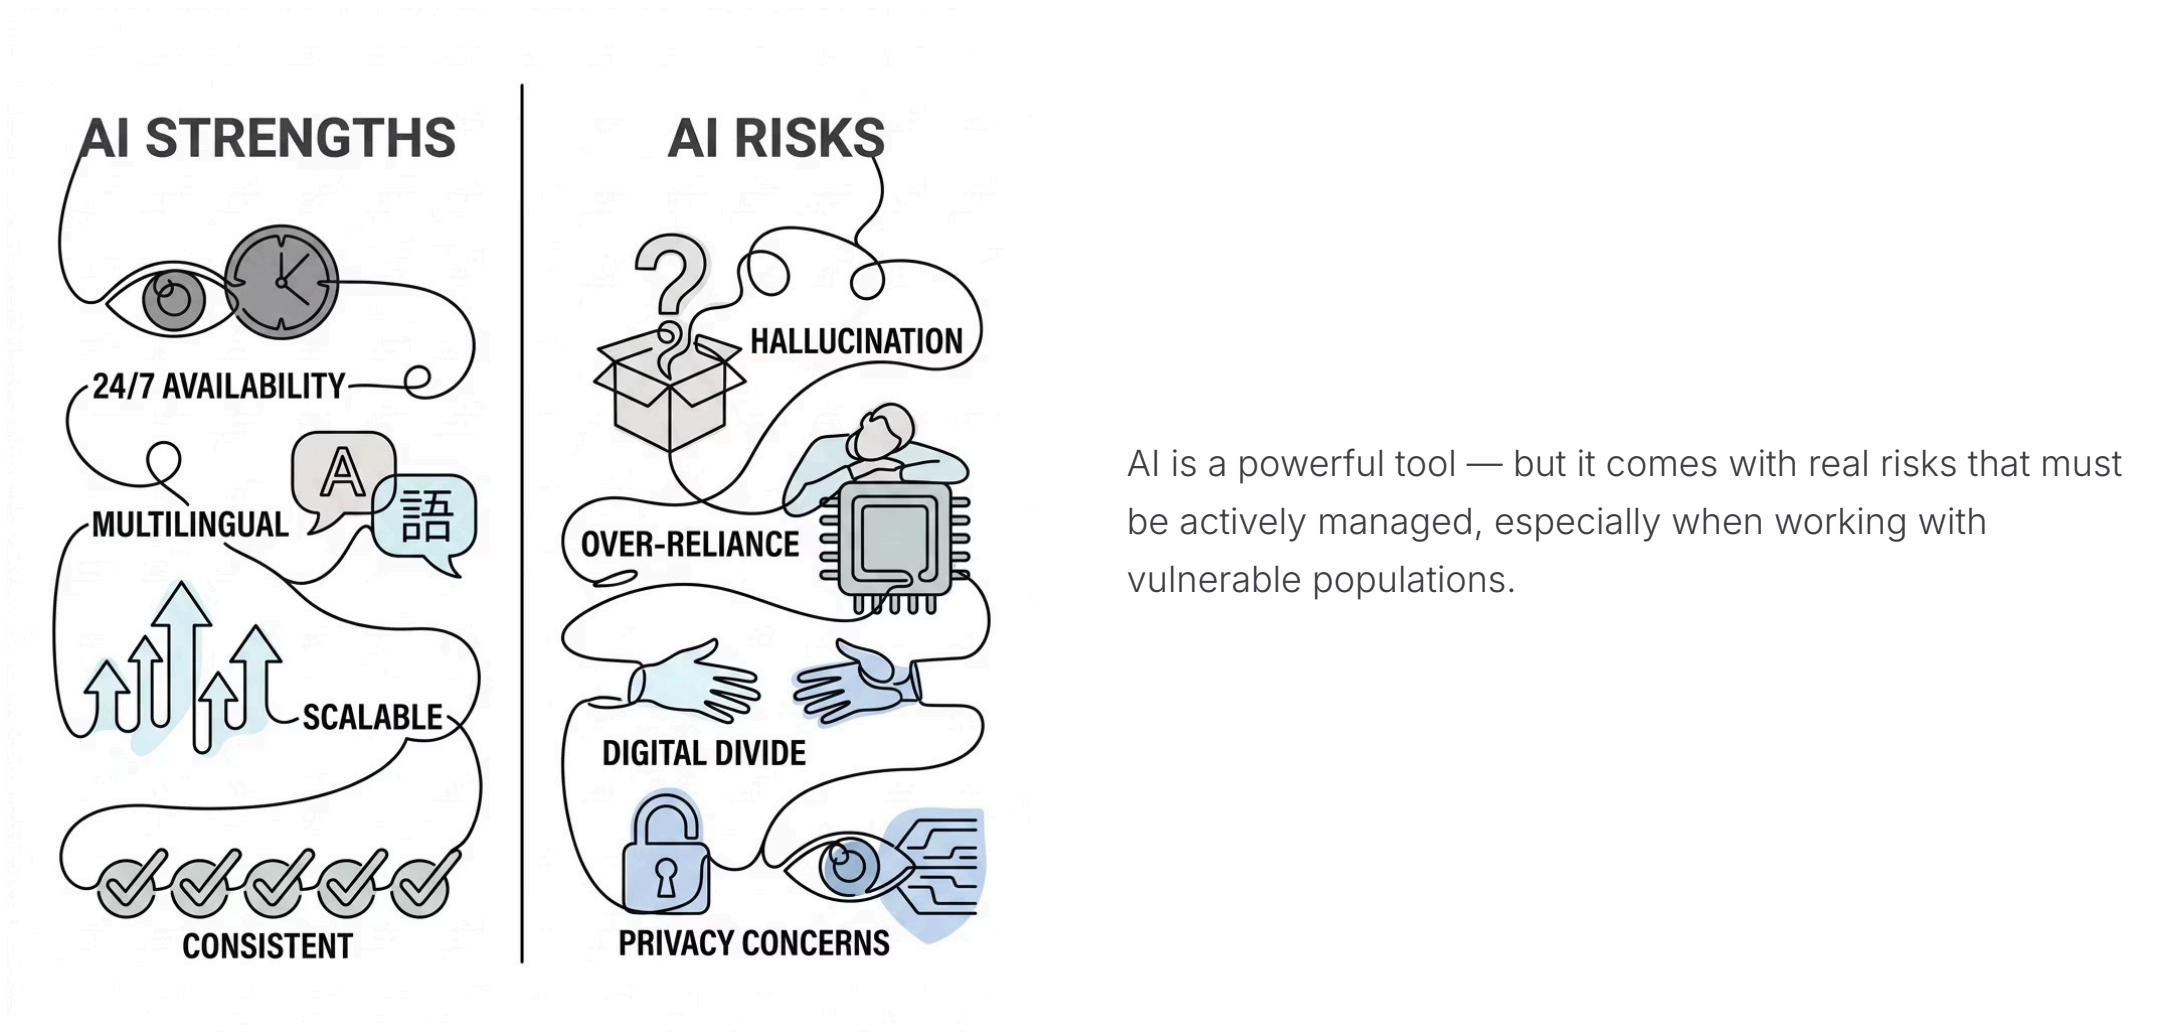 AI STRENGTHS
24/7 AVAILABILITY
A
語
MULTILINGUAL
SCALABLE
CONSISTENT
AI RISKS
?
HALLUCINATION
OVER-RELIANCE
DIGITAL DIVIDE
PRIVACY CONCERNS
AI is a powerful tool — but it comes with real risks that must
be actively managed, especially when working with
vulnerable populations.